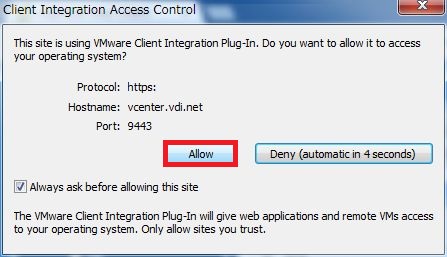 Client Integration Access Control
This site is using VMware Client Integration Plug-In. Do you want to allow it to access
your operating system?
Protocol: https:
Hostname: vcenter.vdi.net
Port: 9443
Allow
Deny (automatic in 4 seconds)
Always ask before allowing this site
The VMware Client Integration Plug-In will give web applications and remote VMs access
to your operating system. Only allow sites you trust.